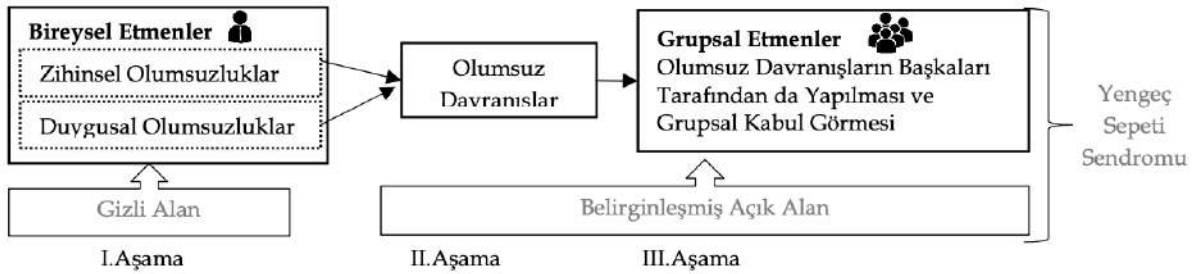 Bireysel Etmenler
Zihinsel Olumsuzluklar
Duygusal Olumsuzluklar
Olumsuz
Davranışlar
Grupsal Etmenler
Olumsuz Davranışların Başkaları
Tarafından da Yapılması ve
Grupsal Kabul Görmesi
Yengeç
Sepeti
Sendromu
Gizli Alan
Belirginleşmiş Açık Alan
I.Aşama
II.Aşama
III.Aşama